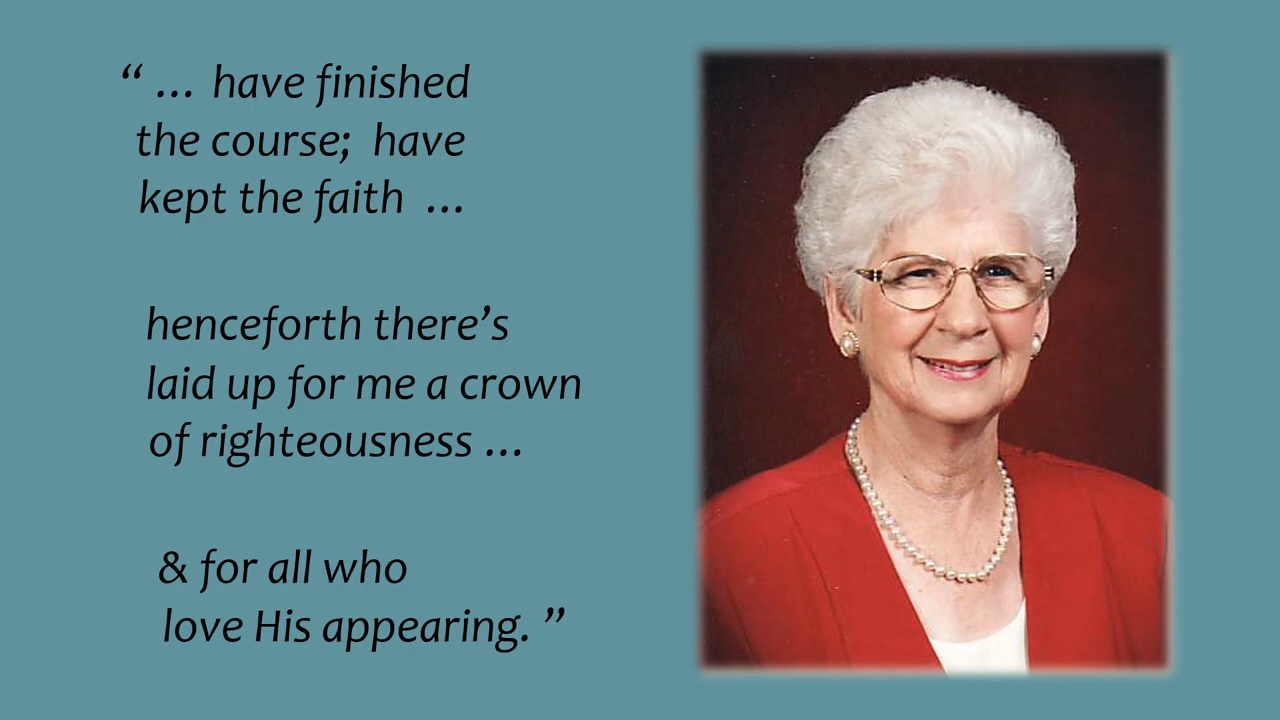 “ … have finished
the course; have
kept the faith …
henceforth there’s
laid up for me a crown
of righteousness …
& for all who
love His appearing. ”